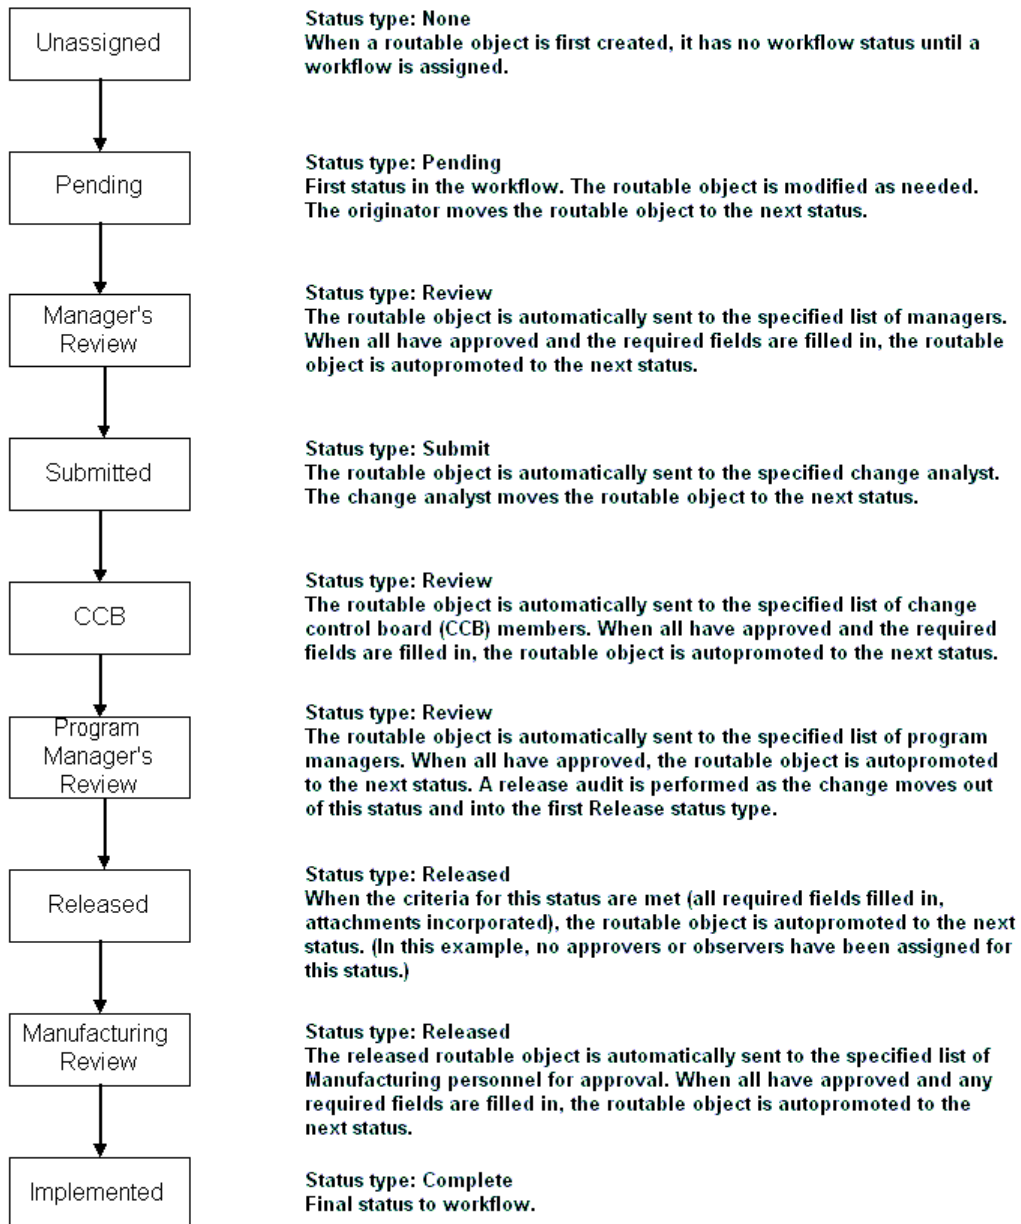 Unassigned
Status type: None
When a routable object is first created, it has no workflow status until a
workflow is assigned.
Pending
Status type: Pending
First status in the workflow. The routable object is modified as needed.
The originator moves the routable object to the next status.
Manager's
Review
Status type: Review
The routable object is automatically sent to the specified list of managers.
When all have approved and the required fields are filled in, the routable
object is autopromoted to the next status.
Submitted
Status type: Submit
The routable object is automatically sent to the specified change analyst.
The change analyst moves the routable object to the next status.
CCB
Status type: Review
The routable object is automatically sent to the specified list of change
control board (CCB) members. When all have approved and the required
fields are filled in, the routable object is autopromoted to the next status.
Program
Manager's
Review
Status type: Review
The routable object is automatically sent to the specified list of program
managers. When all have approved, the routable object is autopromoted
to the next status. A release audit is performed as the change moves out
of this status and into the first Release status type.
Released
Status type: Released
When the criteria for this status are met (all required fields filled in,
attachments incorporated), the routable object is autopromoted to the next
status. (In this example, no approvers or observers have been assigned for
this status.)
Manufacturing
Review
Status type: Released
The released routable object is automatically sent to the specified list of
Manufacturing personnel for approval. When all have approved and any
required fields are filled in, the routable object is autopromoted to the
next status.
Implemented
Status type: Complete
Final status to workflow.